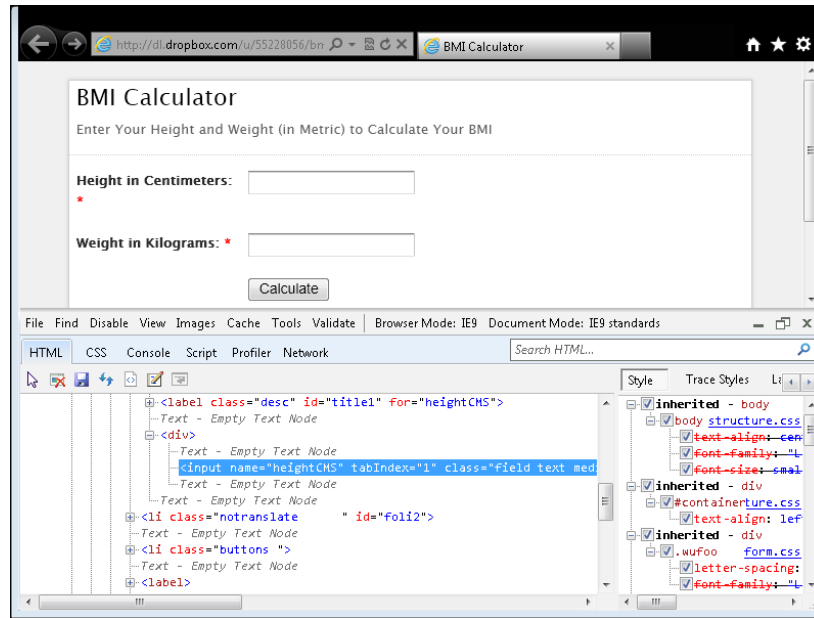 http://dl.dropbox.com/u/55228056/bm
BMI Calculator
BMI Calculator
Enter Your Height and Weight (in Metric) to Calculate Your BMI
Height in Centimeters:
*
Weight in Kilograms: *
Calculate
File Find Disable View Images Cache Tools Validate Browser Mode: IE9 Document Mode: IE9 standards
HTML CSS Console Script Profiler Network Search HTML...
Style Trace Styles
<label class="desc" id="title1" for="heightCMS">
Text - Empty Text Node
<div>
Text - Empty Text Node
<input name="heightCMS" tabIndex="1" class="field text med
Text - Empty Text Node
Text - Empty Text Node
<li class="notranslate " id="foli2">
Text - Empty Text Node
<li class="buttons ">
Text - Empty Text Node
<label>
inherited - body
body structure.css
text-align: cen
font-family: "L
font-size: smal
inherited - div
#containerture.css
text-align: lef
inherited - div
.wufoo form.css
letter-spacing:
font-family: "L